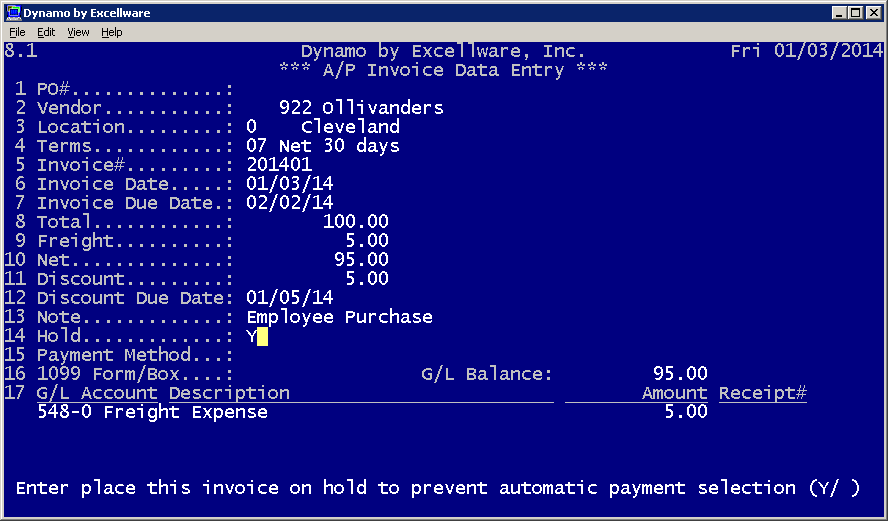 Dynamo by Excellware
File Edit View Help
8.1 Dynamo by Excellware, Inc. Fri 01/03/2014
*** A/P Invoice Data Entry ***
1 PO#..............:
2 Vendor...........: 922 Ollivanders
3 Location.........: 0 Cleveland
4 Terms............: 07 Net 30 days
5 Invoice#.........: 201401
6 Invoice Date.....: 01/03/14
7 Invoice Due Date.: 02/02/14
8 Total............: 100.00
9 Freight..........: 5.00
10 Net..............: 95.00
11 Discount.........: 5.00
12 Discount Due Date: 01/05/14
13 Note.............: Employee Purchase
14 Hold.............: Y
15 Payment Method...:
16 1099 Form/Box....: G/L Balance: 95.00
17 G/L Account Description Amount Receipt#
548-0 Freight Expense 5.00
Enter place this invoice on hold to prevent automatic payment selection (Y/ )